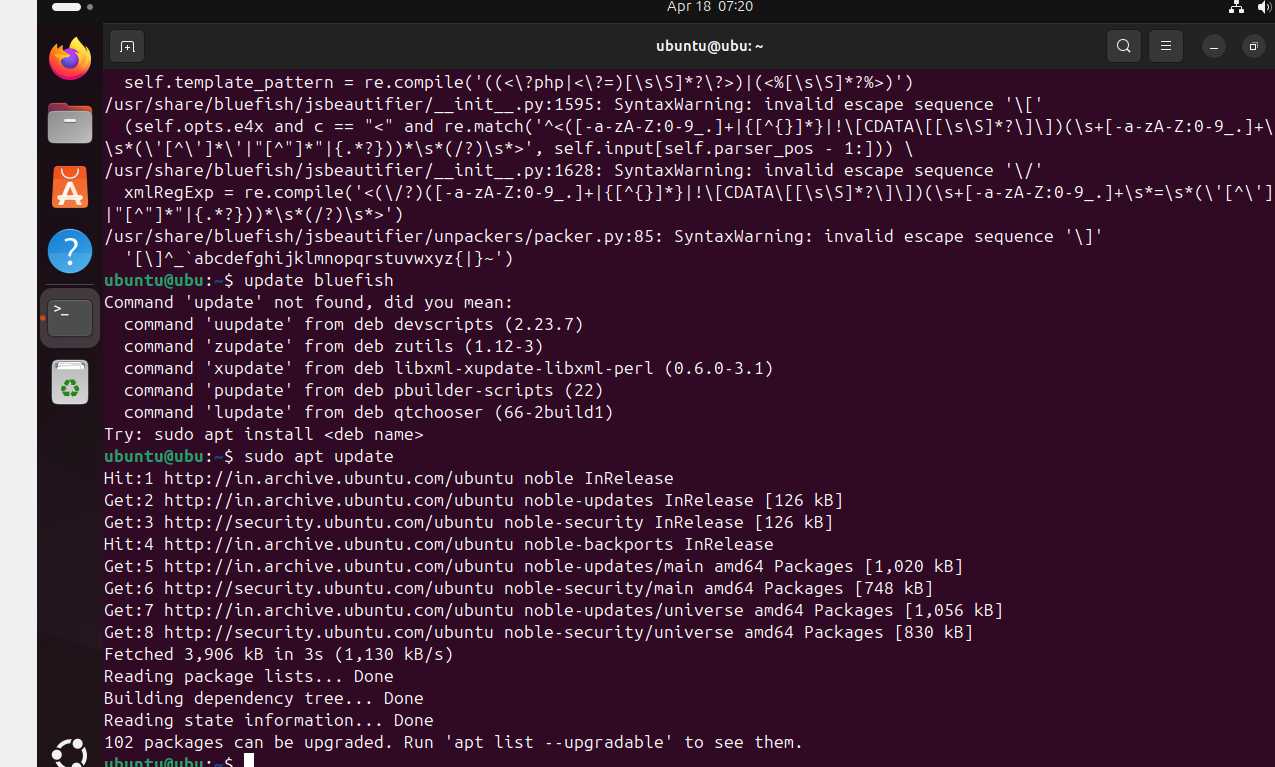 Apr 18 07:20
ubuntu@ubu: ~
self.template_pattern = re.compile('((<\?php|<\?=)[\s\S]*?\?>)|(<%[\s\S]*?%>)')
/usr/share/bluefish/jsbeautifier/__init__.py:1595: SyntaxWarning: invalid escape sequence '\['
(self.opts.e4x and c == "<" and re.match('^<([-a-zA-Z:0-9_.]+|{[^{}]*}|!\[CDATA\[[\s\S]*?\]\])(\s+[-a-zA-Z:0-9_.]+\
\s*(\'[^\']*\'|"[^"]*"|{.*?}))*\s*(/?)\s*>', self.input[self.parser_pos - 1:])) \
/usr/share/bluefish/jsbeautifier/__init__.py:1628: SyntaxWarning: invalid escape sequence '\/'
xmlRegExp = re.compile('<(\/?)([-a-zA-Z:0-9_.]+|{[^{}]*}|!\[CDATA\[[\s\S]*?\]\])(\s+[-a-zA-Z:0-9_.]+\s*=\s*(\'[^\']
|"[^"]*"|{.*?}))*\s*(/?)\s*>')
/usr/share/bluefish/jsbeautifier/unpackers/packer.py:85: SyntaxWarning: invalid escape sequence '\]'
'[\]^_`abcdefghijklmnopqrstuvwxyz{|}~')
ubuntu@ubu:~$ update bluefish
Command 'update' not found, did you mean:
command 'uupdate' from deb devscripts (2.23.7)
command 'zupdate' from deb zutils (1.12-3)
command 'xupdate' from deb libxml-xupdate-libxml-perl (0.6.0-3.1)
command 'pupdate' from deb pbuilder-scripts (22)
command 'lupdate' from deb qtchooser (66-2build1)
Try: sudo apt install <deb name>
ubuntu@ubu:~$ sudo apt update
Hit:1 http://in.archive.ubuntu.com/ubuntu noble InRelease
Get:2 http://in.archive.ubuntu.com/ubuntu noble-updates InRelease [126 kB]
Get:3 http://security.ubuntu.com/ubuntu noble-security InRelease [126 kB]
Hit:4 http://in.archive.ubuntu.com/ubuntu noble-backports InRelease
Get:5 http://in.archive.ubuntu.com/ubuntu noble-updates/main amd64 Packages [1,020 kB]
Get:6 http://security.ubuntu.com/ubuntu noble-security/main amd64 Packages [748 kB]
Get:7 http://in.archive.ubuntu.com/ubuntu noble-updates/universe amd64 Packages [1,056 kB]
Get:8 http://security.ubuntu.com/ubuntu noble-security/universe amd64 Packages [830 kB]
Fetched 3,906 kB in 3s (1,130 kB/s)
Reading package lists... Done
Building dependency tree... Done
Reading state information... Done
102 packages can be upgraded. Run 'apt list --upgradable' to see them.
ubuntu@ubu:~$